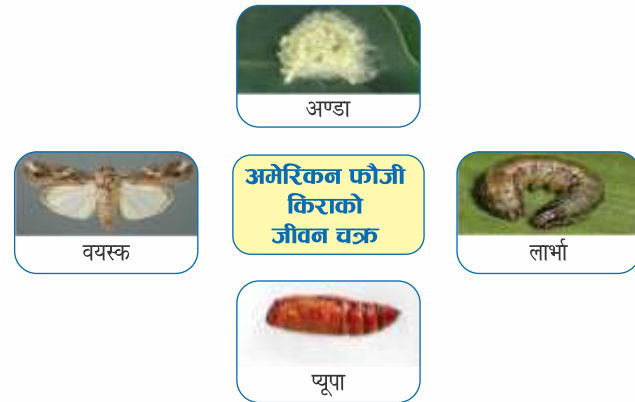 अण्डा
वयस्क
अमेरिकन फौजी
किराको
जीवन चक्र
लार्भा
प्यूपा